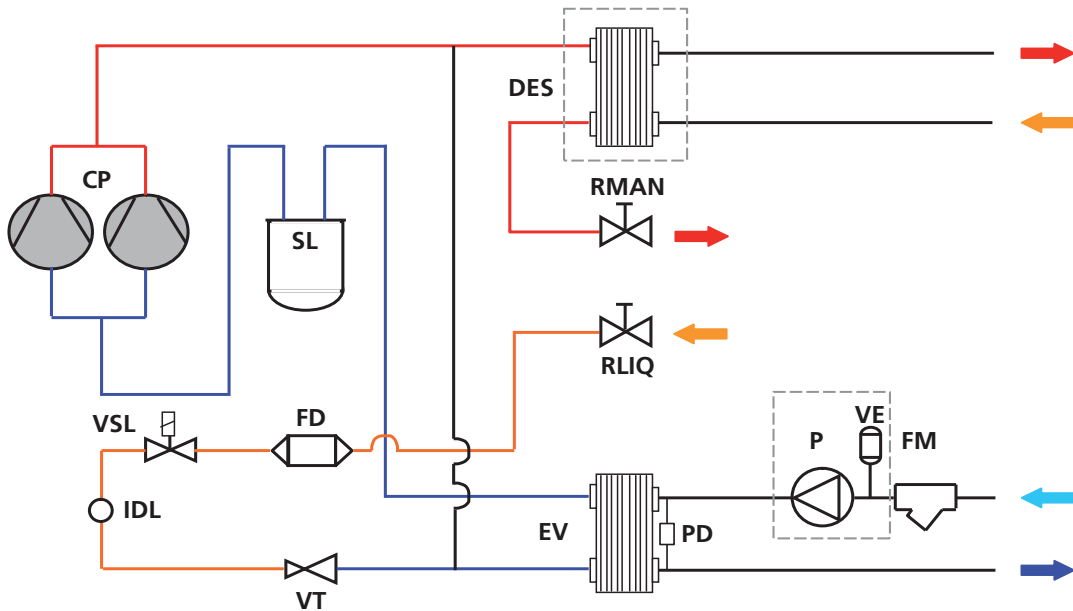 DES
CP
RMAN
SL
RLIQ
VSL
FD
VE
P
FM
IDL
EV
PD
VT